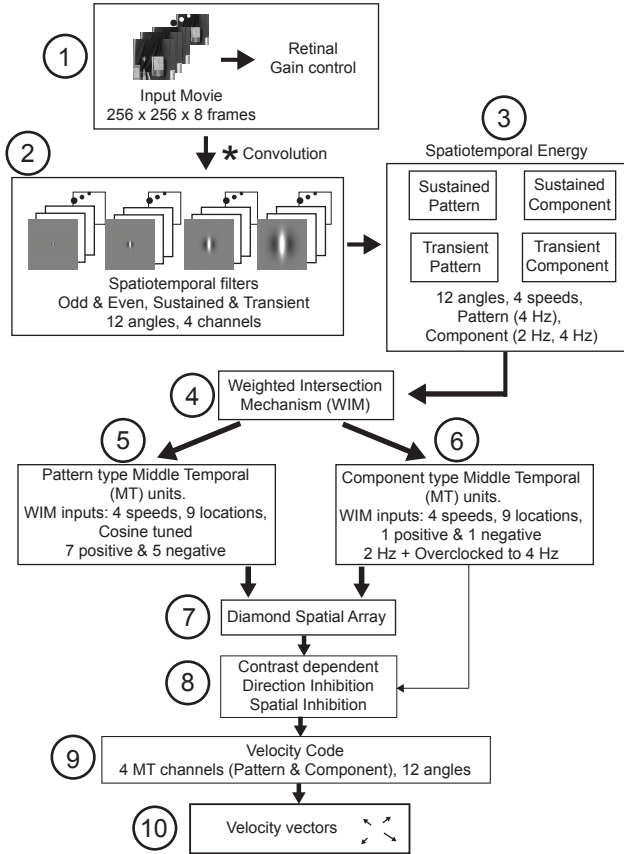 1
Retinal
Gain control
Input Movie
256 x 256 x 8 frames
2
* Convolution
Spatiotemporal filters
Odd & Even, Sustained & Transient
12 angles, 4 channels
3
Spatiotemporal Energy
Sustained
Pattern
Sustained
Component
Transient
Pattern
Transient
Component
12 angles, 4 speeds,
Pattern (4 Hz),
Component (2 Hz, 4 Hz)
4
Weighted Intersection
Mechanism (WIM)
5
Pattern type Middle Temporal
(MT) units.
WIM inputs: 4 speeds, 9 locations,
Cosine tuned
7 positive & 5 negative
6
Component type Middle Temporal
(MT) units.
WIM inputs: 4 speeds, 9 locations,
1 positive & 1 negative
2 Hz + Overclocked to 4 Hz
7
Diamond Spatial Array
8
Contrast dependent
Direction Inhibition
Spatial Inhibition
9
Velocity Code
4 MT channels (Pattern & Component), 12 angles
10
Velocity vectors